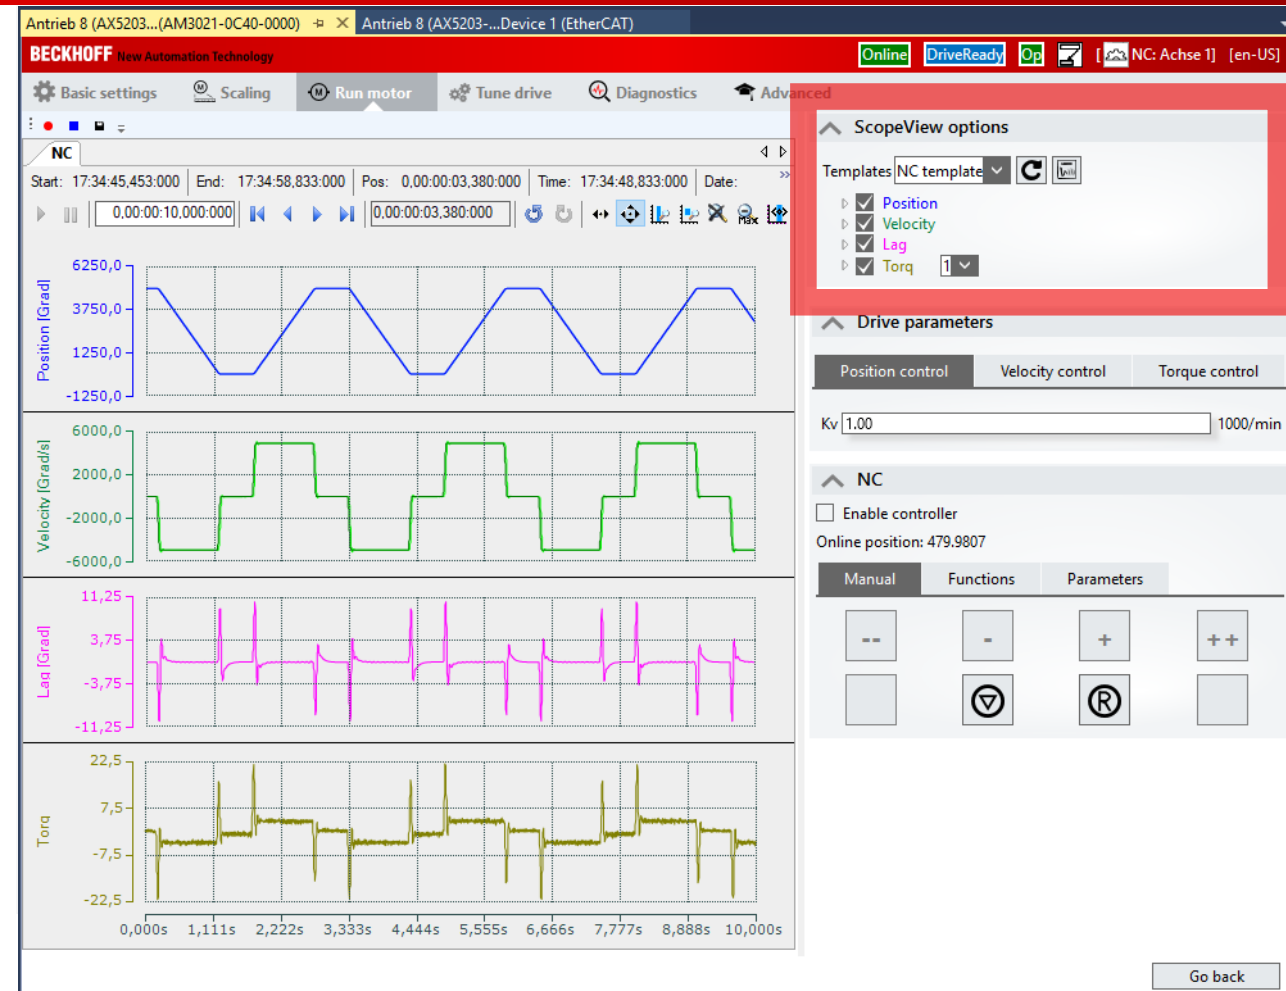 Antrieb 8 (AX5203...(AM3021-0C40-0000) Antrieb 8 (AX5203-...Device 1 (EtherCAT)
BECKHOFF New Automation Technology Online DriveReady Op [ NC: Achse 1] [en-US]
Basic settings Scaling Run motor Tune drive Diagnostics Advanced
NC
Start: 17:34:45,453:000 End: 17:34:58,833:000 Pos: 0,00:00:03,380:000 Time: 17:34:48,833:000 Date:
0,00:00:10,000:000 0,00:00:03,380:000 Max
Position [Grad]
6250,0
3750,0
1250,0
-1250,0
Velocity [Grad/s]
6000,0
2000,0
-2000,0
-6000,0
Lag [Grad]
11,25
3,75
-3,75
-11,25
Torq
22,5
7,5
-7,5
-22,5
0,000s 1,111s 2,222s 3,333s 4,444s 5,555s 6,666s 7,777s 8,888s 10,000s
ScopeView options
Templates NC template
Position
Velocity
Lag
Torq 1
Drive parameters
Position control Velocity control Torque control
Kv 1.00 1000/min
NC
Enable controller
Online position: 479.9807
Manual Functions Parameters
-- - + ++
R
Go back